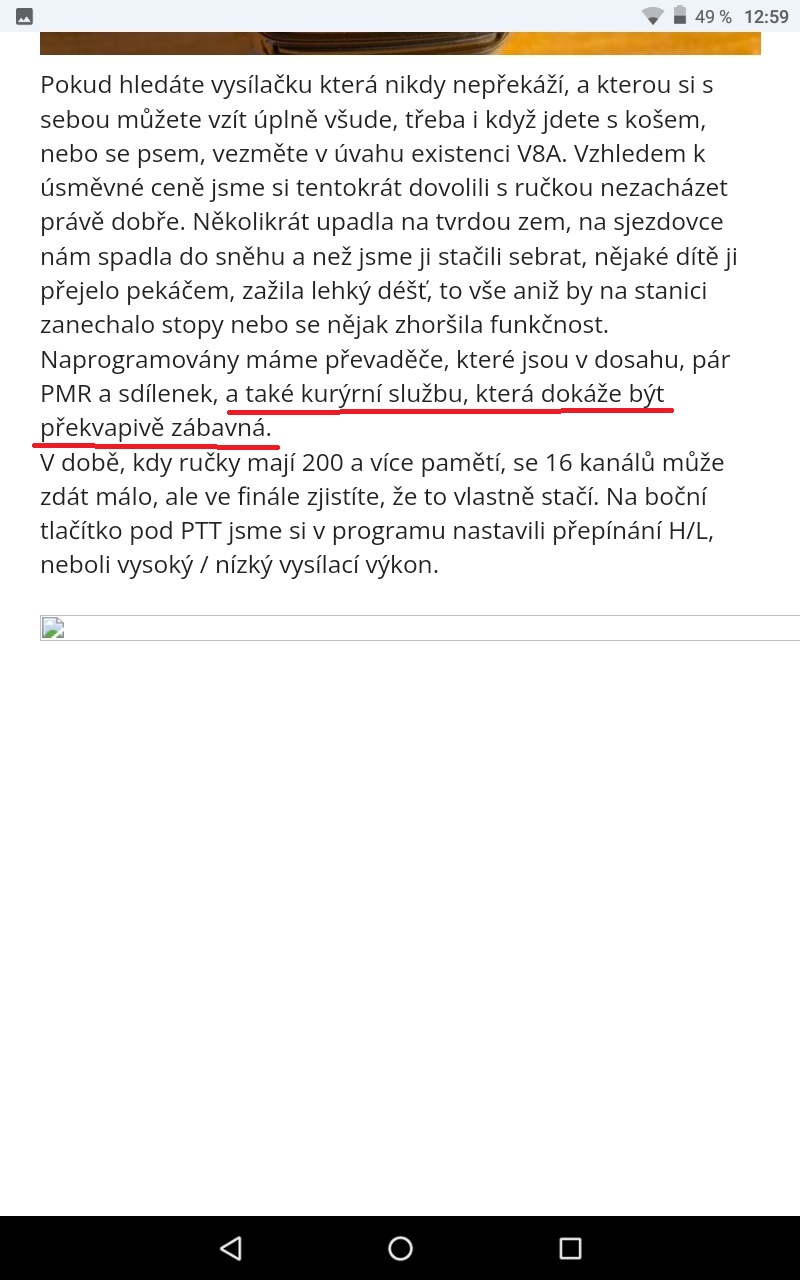 49 % 12:59
Pokud hledáte vysílačku která nikdy nepřekáží, a kterou si s
sebou můžete vzít úplně všude, třeba i když jdete s košem,
nebo se psem, vezměte v úvahu existenci V8A. Vzhledem k
úsměvné ceně jsme si tentokrát dovolili s ručkou nezacházet
právě dobře. Několikrát upadla na tvrdou zem, na sjezdovce
nám spadla do sněhu a než jsme ji stačili sebrat, nějaké dítě ji
přejelo pekáčem, zažila lehký déšť, to vše aniž by na stanici
zanechalo stopy nebo se nějak zhoršila funkčnost.
Naprogramovány máme převaděče, které jsou v dosahu, pár
PMR a sdílenek, a také kurýrní službu, která dokáže být
překvapivě zábavná.
V době, kdy ručky mají 200 a více pamětí, se 16 kanálů může
zdát málo, ale ve finále zjistíte, že to vlastně stačí. Na boční
tlačítko pod PTT jsme si v programu nastavili přepínání H/L,
neboli vysoký / nízký vysílací výkon.